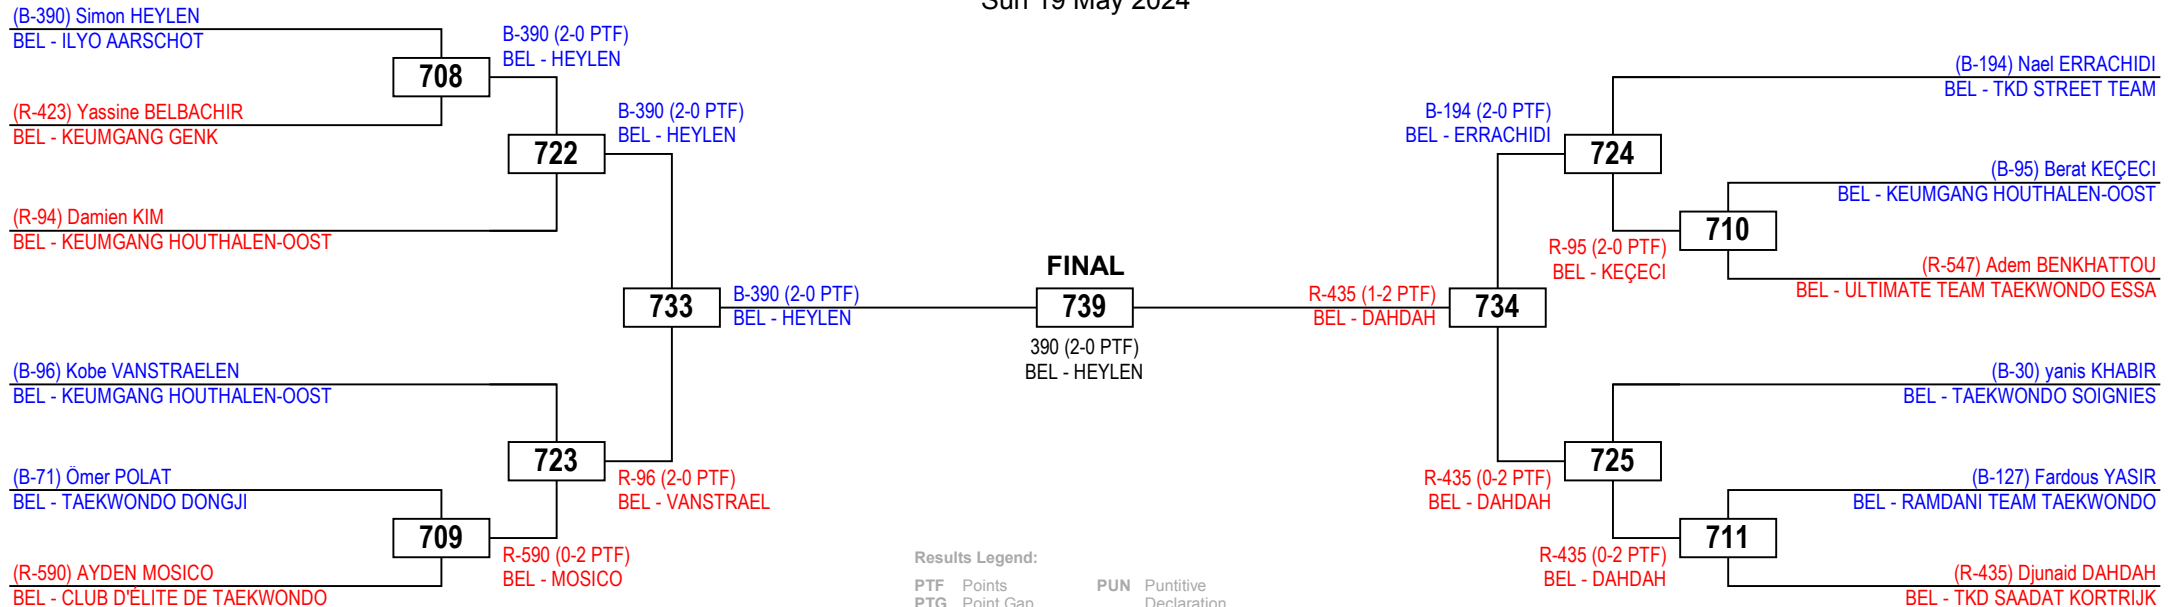 Sun 19 May 2024
(B-390) Simon HEYLEN
BEL - ILYO AARSCHOT
708
B-390 (2-0 PTF)
BEL - HEYLEN
(R-423) Yassine BELBACHIR
BEL - KEUMGANG GENK
722
B-390 (2-0 PTF)
BEL - HEYLEN
(R-94) Damien KIM
BEL - KEUMGANG HOUTHALEN-OOST
733
B-390 (2-0 PTF)
BEL - HEYLEN
(B-96) Kobe VANSTRAELEN
BEL - KEUMGANG HOUTHALEN-OOST
723
R-96 (2-0 PTF)
BEL - VANSTRAEL
(B-71) Ömer POLAT
BEL - TAEKWONDO DONGJI
709
R-590 (0-2 PTF)
BEL - MOSICO
(R-590) AYDEN MOSICO
BEL - CLUB D'ÉLITE DE TAEKWONDO
FINAL
739
390 (2-0 PTF)
BEL - HEYLEN
(B-194) Nael ERRACHIDI
BEL - TKD STREET TEAM
B-194 (2-0 PTF)
BEL - ERRACHIDI
724
(B-95) Berat KEÇECI
BEL - KEUMGANG HOUTHALEN-OOST
710
R-95 (2-0 PTF)
BEL - KEÇECI
(R-547) Adem BENKHATTOU
BEL - ULTIMATE TEAM TAEKWONDO ESSA
R-435 (1-2 PTF)
BEL - DAHDAH
734
(B-30) yanis KHABIR
BEL - TAEKWONDO SOIGNIES
725
R-435 (0-2 PTF)
BEL - DAHDAH
(B-127) Fardous YASIR
BEL - RAMDANI TEAM TAEKWONDO
711
R-435 (0-2 PTF)
BEL - DAHDAH
(R-435) Djunaid DAHDAH
BEL - TKD SAADAT KORTRIJK
Results Legend:
PTF Points PUN Puntitive
PTG Point Gap Declaration